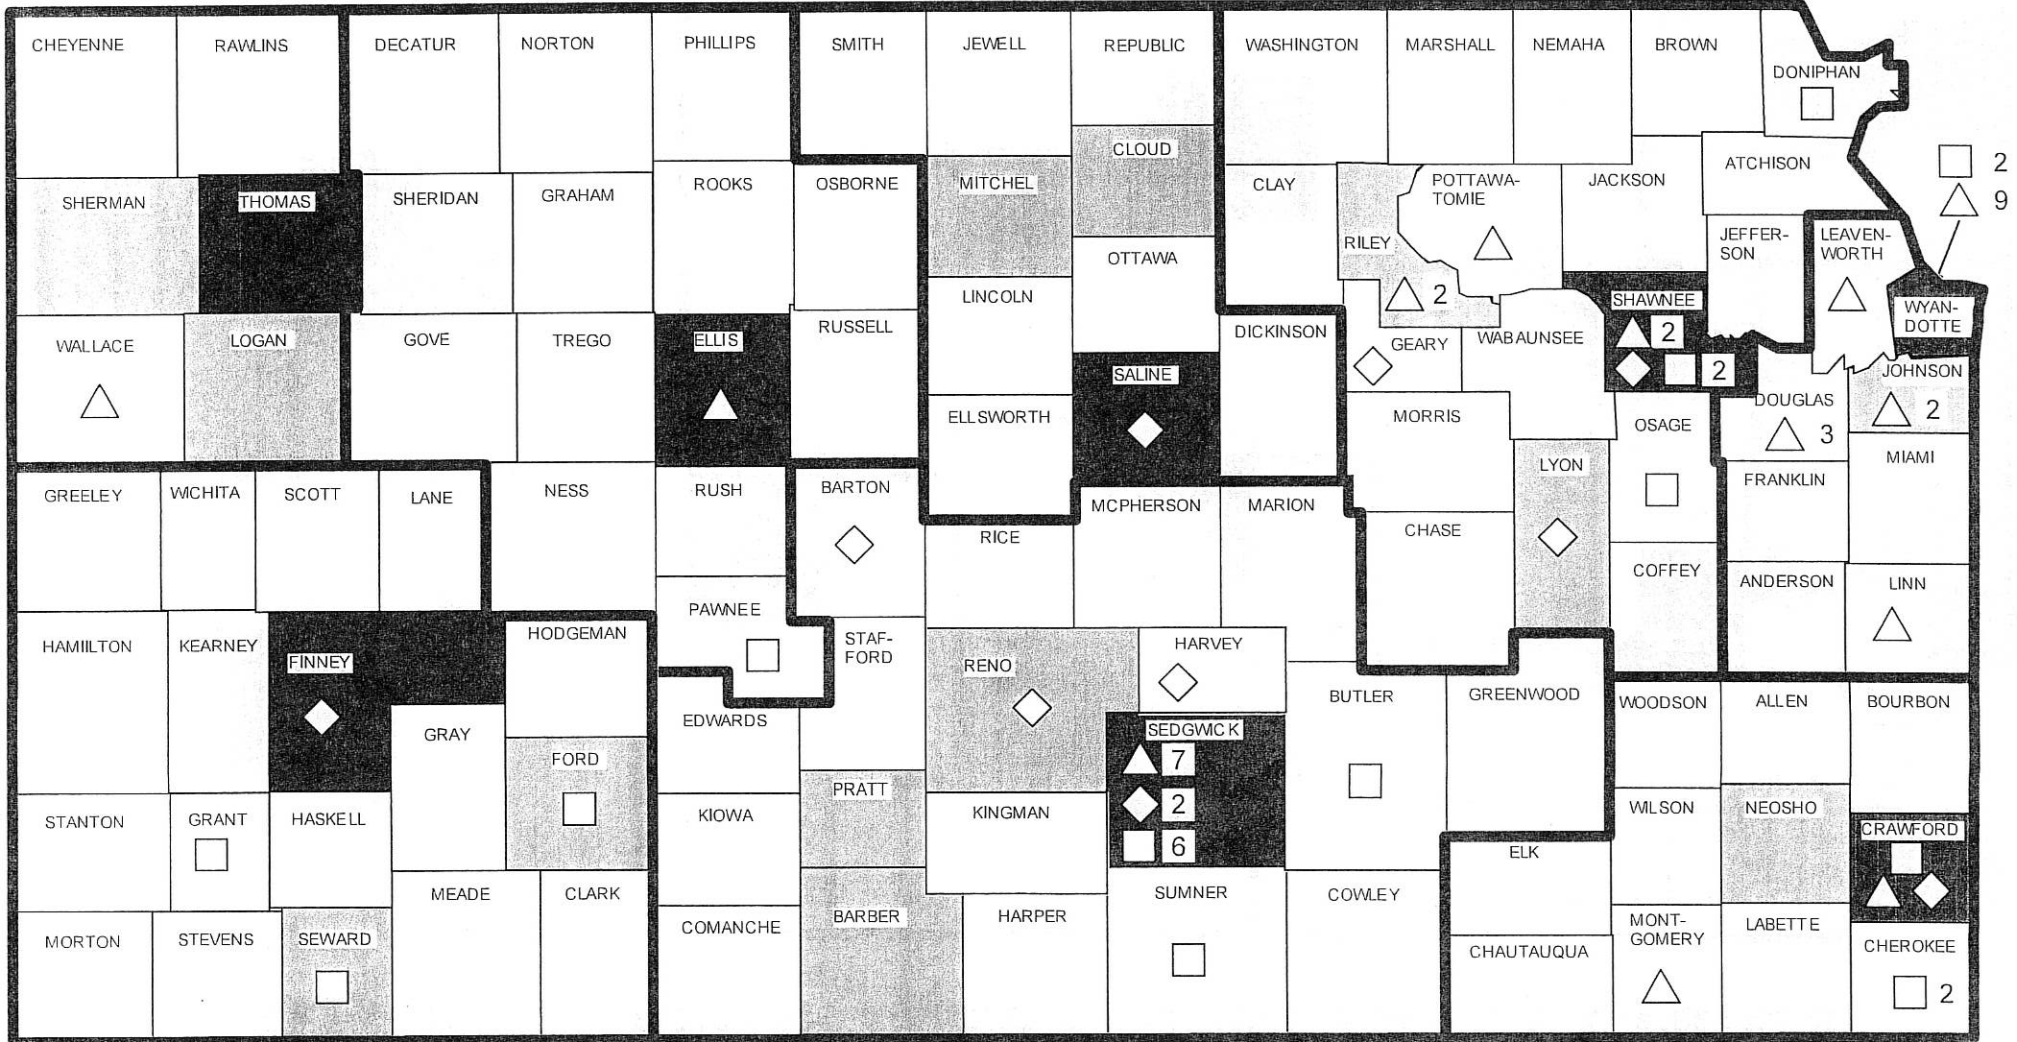 CHEYENNE
RAWLINS
DECATUR
NORTON
PHILLIPS
SMITH
JEWELL
REPUBLIC
WASHINGTON
MARSHALL
NEMAHA
BROWN
DONIPHAN
CLOUD
ATCHISON
2
9
SHERMAN
THOMAS
SHERIDAN
GRAHAM
ROOKS
OSBORNE
MITCHEL
CLAY
POTTAWA-
TOMIE
JACKSON
RILEY
2
JEFFER-
SON
LEAVEN-
WORTH
OTTAWA
LINCOLN
SHAWNEE
2
2
WYAN-
DOTTE
WALLACE
LOGAN
GOVE
TREGO
ELLIS
RUSSELL
DICKINSON
GEARY
WABAUNSEE
SALINE
JOHNSON
2
DOUGLAS
3
ELLSWORTH
MORRIS
OSAGE
MIAMI
LYON
FRANKLIN
GREELEY
WICHITA
SCOTT
LANE
NESS
RUSH
BARTON
RICE
MCPHERSON
MARION
CHASE
COFFEY
ANDERSON
LINN
PAWNEE
HAMIILTON
KEARNEY
FINNEY
HODGEMAN
STAF-
FORD
RENO
HARVEY
BUTLER
GREENWOOD
WOODSON
ALLEN
BOURBON
EDWARDS
GRAY
FORD
SEDGWICK
7
2
6
PRATT
STANTON
GRANT
HASKELL
KIOWA
KINGMAN
WILSON
NEOSHO
CRAWFORD
ELK
MEADE
CLARK
SUMNER
COWLEY
MORTON
STEVENS
SEWARD
COMANCHE
BARBER
HARPER
CHAUTAUQUA
MONT-
GOMERY
LABETTE
CHEROKEE
2